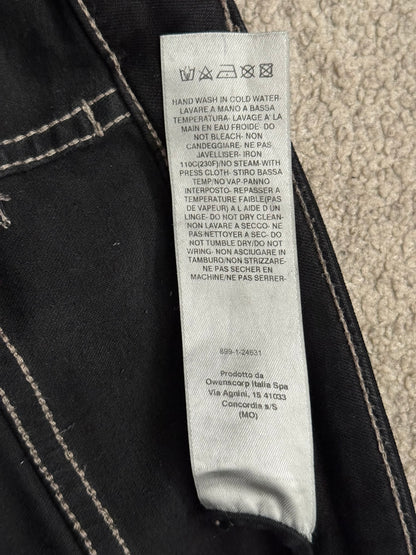 HAND WASH IN COLD WATER-
LAVARE A MANO A BASSA
TEMPERATURA- LAVAGE A` LA
MAIN EN EAU FROIDE- DO
NOT BLEACH- NON
CANDEGGIARE- NE PAS
JAVELLISER- IRON
110C(230F)/NO STEAM-WITH
PRESS CLOTH- STIRO BASSA
TEMP/NO VAP-PANNO
INTERPOSTO- REPASSER A
TEMPERATURE FAIBLE(PAS
DE VAPEUR) A L'AIDE D UN
LINGE- DO NOT DRY CLEAN-
NON LAVARE A SECCO- NE
PAS NETTOYER A SEC- DO
NOT TUMBLE DRY/DO NOT
WRING- NON ASCIUGARE IN
TAMBURO/NON STRIZZARE-
NE PAS SECHER EN
MACHINE/NE PAS SERRER-
899-1-24631
Prodotto da
Owenscorp Italia Spa
Via Agnini, 15 41033
Concordia s/S
(MO)